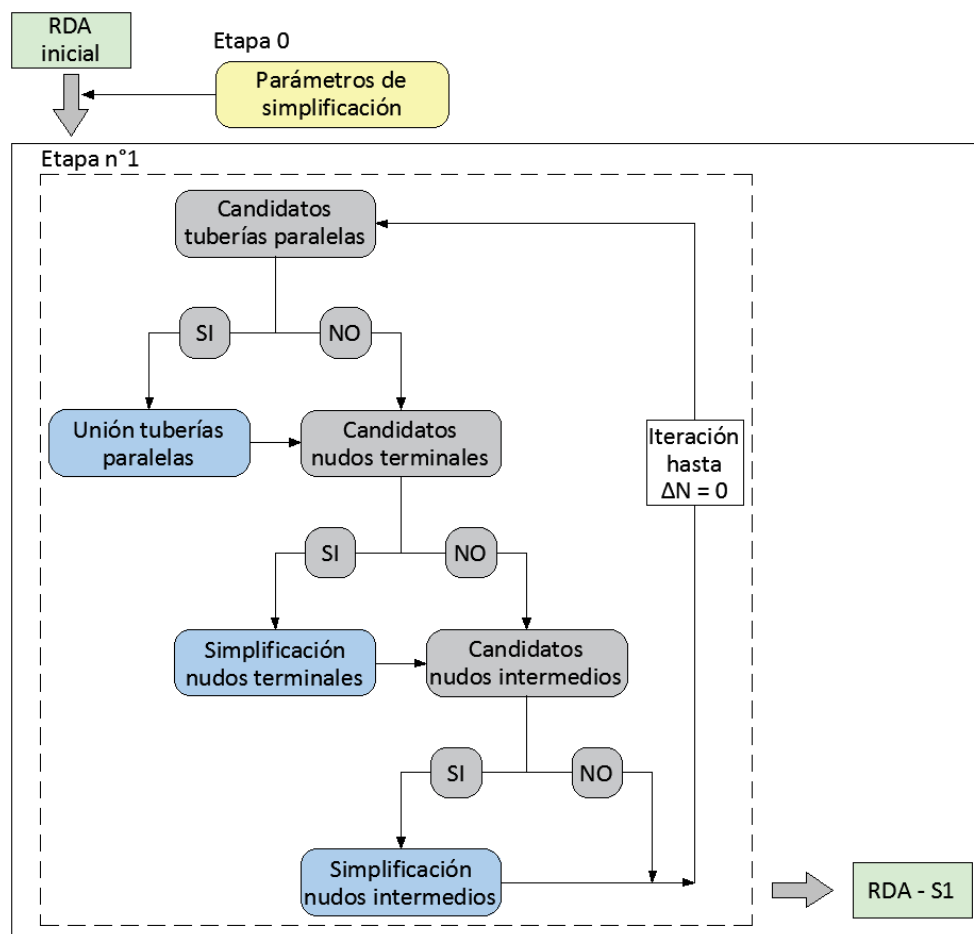 RDA
inicial
Etapa 0
Parámetros de
simplificación
Etapa n°1
Candidatos
tuberías paralelas
SI
NO
Unión tuberías
paralelas
Candidatos
nudos terminales
Iteración
hasta
ΔN = 0
SI
NO
Simplificación
nudos terminales
Candidatos
nudos intermedios
SI
NO
Simplificación
nudos intermedios
RDA - S1